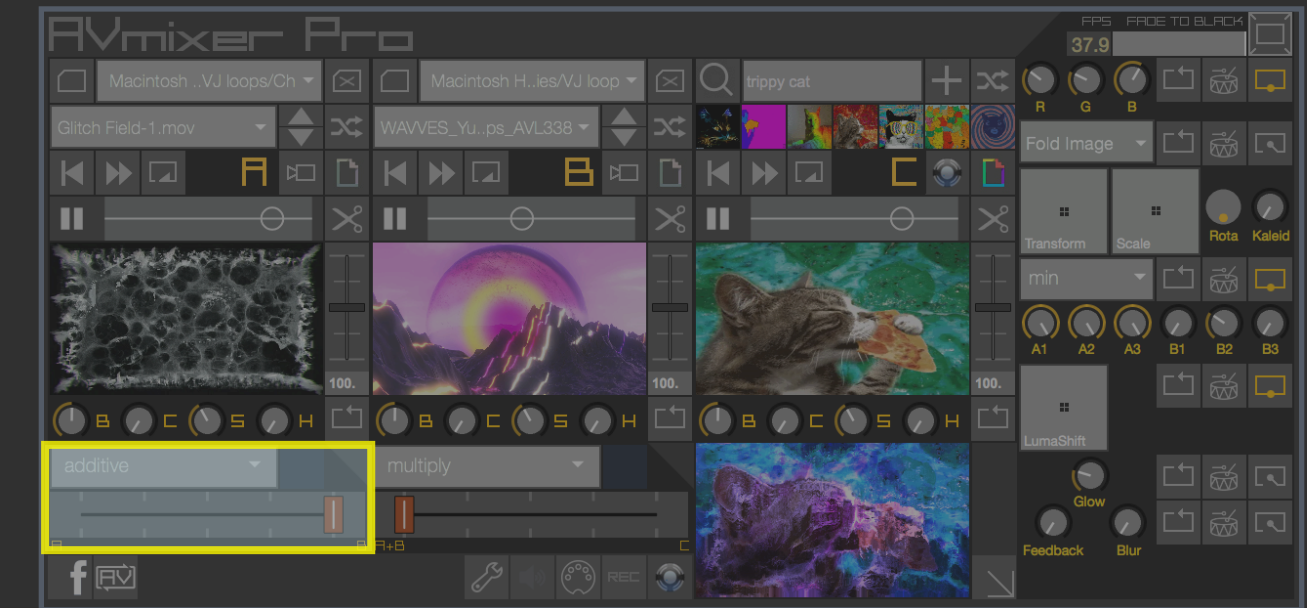 AVmixer Pro
FPS FADE TO BLACK
37.9
Macintosh ..VJ loops/Ch
Macintosh H..ies/VJ loop
trippy cat
R G B
Glitch Field-1.mov
WAVVES_Yu..ps_AVL338
Fold Image
A
B
C
Transform
Scale
Rota
Kaleid
min
A1 A2 A3 B1 B2 B3
100.
100.
100.
B C S H
B C S H
B C S H
LumaShift
additive
multiply
Glow
A B
A+B C
Feedback
Blur
f
AV
REC